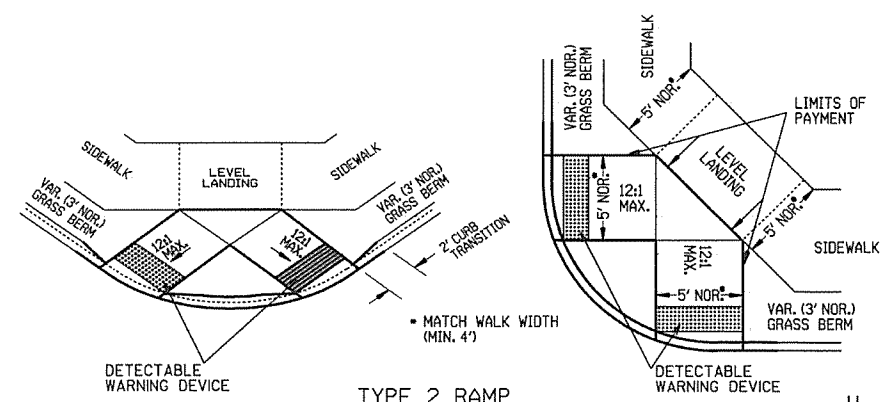 SIDEWALK
LEVEL
LANDING
SIDEWALK
VAR. (3' NOR.)
GRASS BERM
VAR. (3' NOR.)
GRASS BERM
12:1
MAX.
12:1
MAX.
2' CURB
TRANSITION
* MATCH WALK WIDTH
(MIN. 4')
DETECTABLE
WARNING DEVICE
TYPE 2 RAMP
VAR. (3' NOR.)
GRASS BERM
SIDEWALK
5' NOR.*
LIMITS OF
PAYMENT
LEVEL
LANDING
5' NOR.*
12:1
MAX.
5' NOR.*
SIDEWALK
12:1
MAX.
5' NOR.*
VAR. (3' NOR.)
GRASS BERM
DETECTABLE
WARNING DEVICE